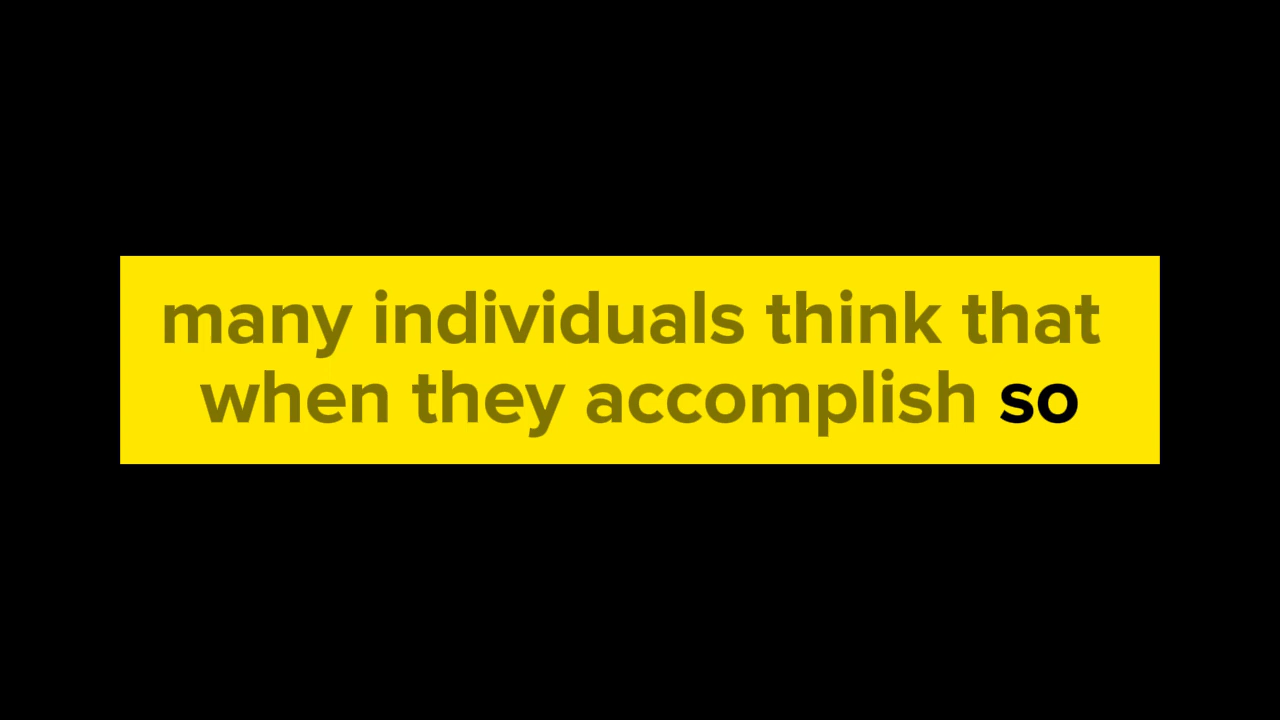 many individuals think that
when they accomplish so